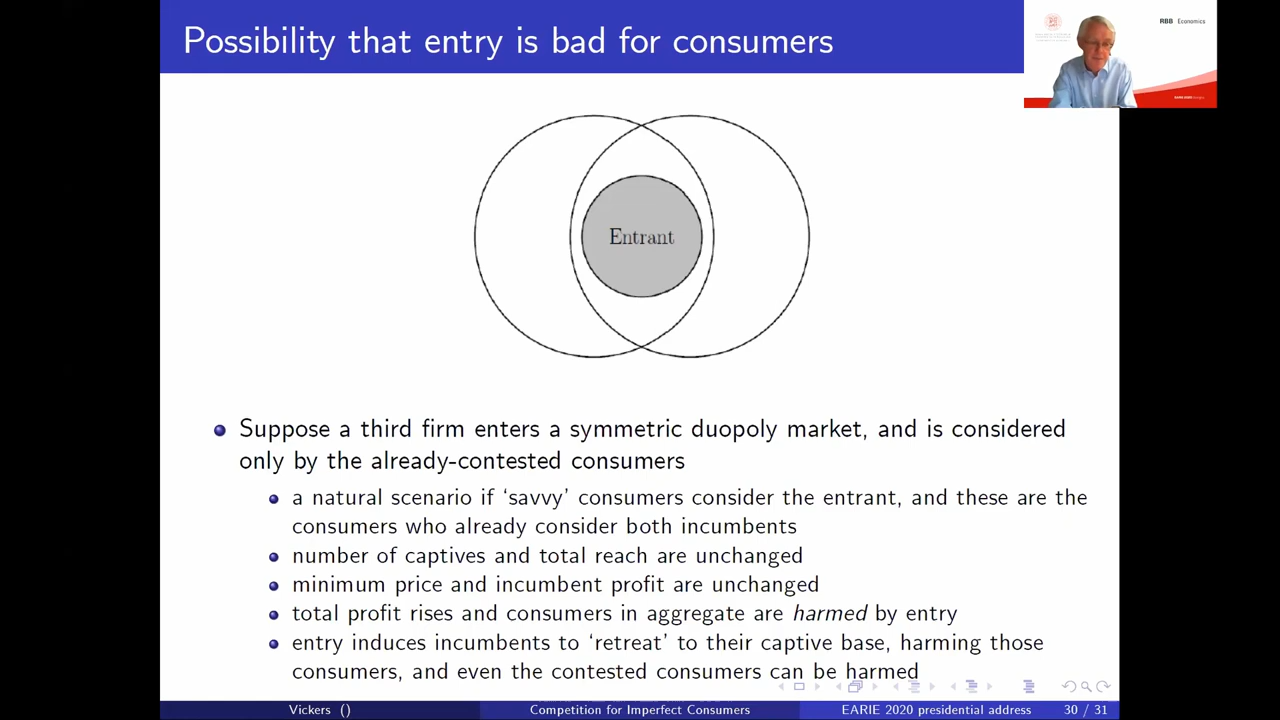 Possibility that entry is bad for consumers
RBB Economics
Entrant
Suppose a third firm enters a symmetric duopoly market, and is considered
only by the already-contested consumers
a natural scenario if ‘savvy’ consumers consider the entrant, and these are the
consumers who already consider both incumbents
number of captives and total reach are unchanged
minimum price and incumbent profit are unchanged
total profit rises and consumers in aggregate are harmed by entry
entry induces incumbents to ‘retreat’ to their captive base, harming those
consumers, and even the contested consumers can be harmed
Vickers ()
Competition for Imperfect Consumers
EARIE 2020 presidential address
30 / 31